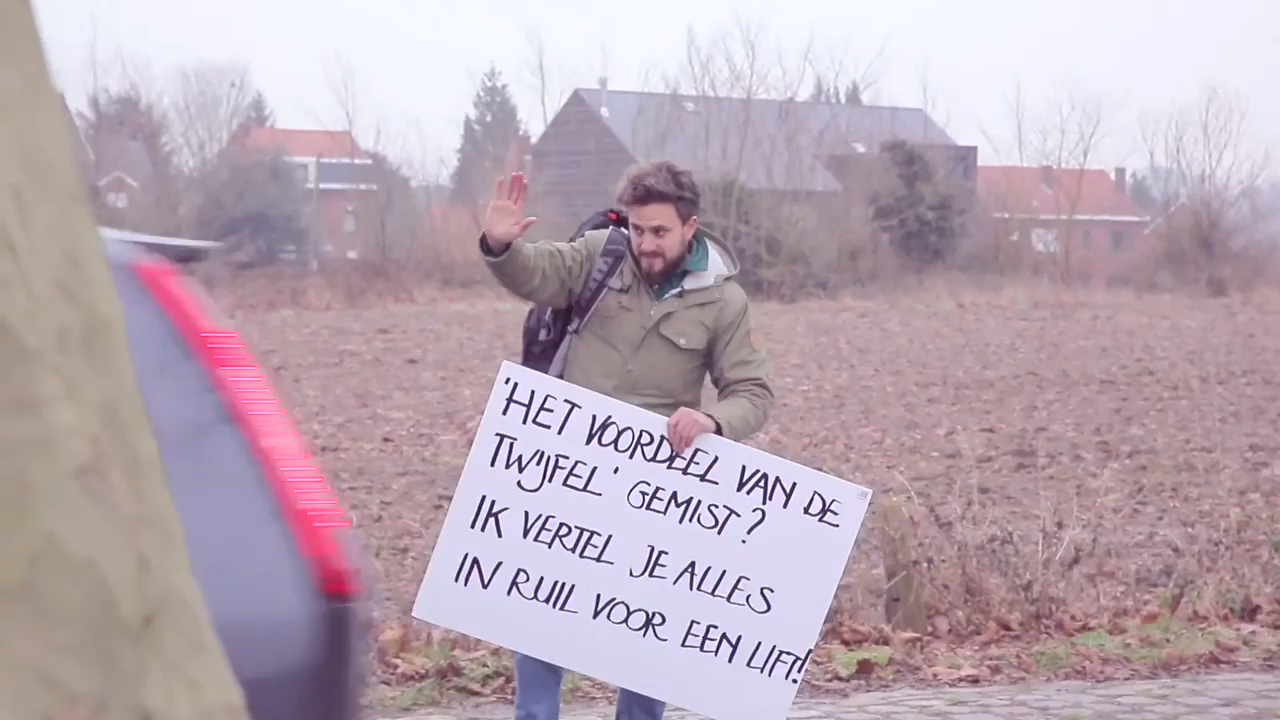 'HET VOORDEEL VAN DE
TWIJFEL' GEMIST?
IK VERTEL JE ALLES
IN RUIL VOOR EEN LIFT!